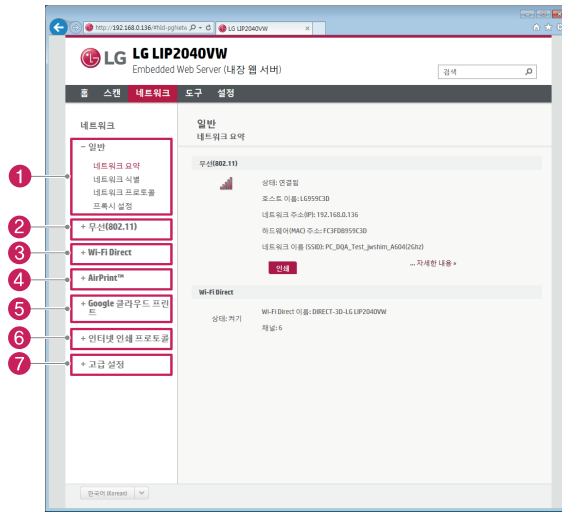 http://192.168.0.136/#hId-pgNeta
LG LIP2040VW
LG
LG LIP2040VW
Embedded Web Server (내장 웹 서버)
검색
홈 스캔 네트워크 도구 설정
네트워크
- 일반
네트워크 요약
네트워크 식별
네트워크 프로토콜
프록시 설정
+ 무선(802.11)
+ Wi-Fi Direct
+ AirPrint™
+ Google 클라우드 프린
트
+ 인터넷 인쇄 프로토콜
+ 고급 설정
1
2
3
4
5
6
7
일반
네트워크 요약
무선(802.11)
상태: 연결됨
호스트 이름: LG959C3D
네트워크 주소(IP): 192.168.0.136
하드웨어(MAC) 주소: FC3FDB959C3D
네트워크 이름 (SSID): PC_DQA_Test_jwshim_A604(2Ghz)
인쇄
... 자세한 내용 »
Wi-Fi Direct
상태: 켜기
Wi-Fi Direct 이름: DIRECT-3D-LG LIP2040VW
채널: 6
한국어 (Korean)